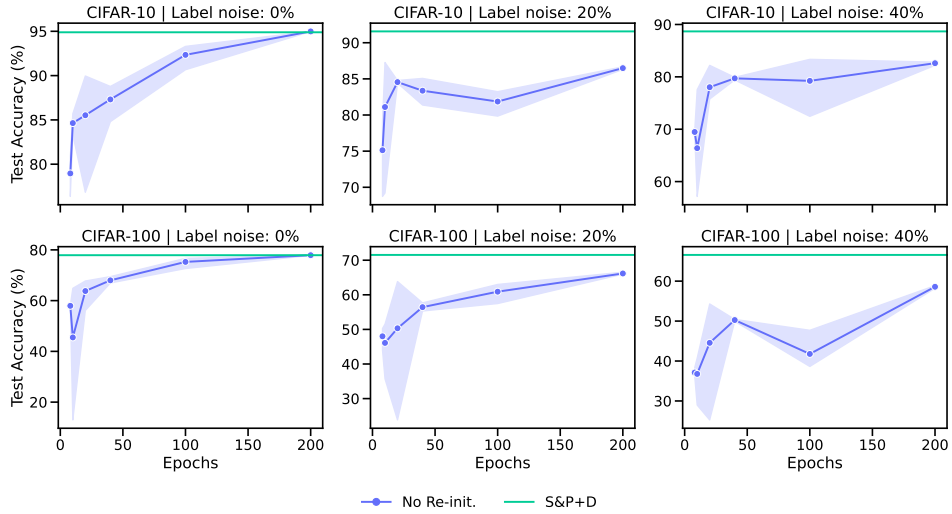 CIFAR-10 | Label noise: 0%
CIFAR-10 | Label noise: 20%
CIFAR-10 | Label noise: 40%
Test Accuracy (%)
95
90
85
80
90
85
80
75
70
90
80
70
60
CIFAR-100 | Label noise: 0%
CIFAR-100 | Label noise: 20%
CIFAR-100 | Label noise: 40%
Test Accuracy (%)
80
60
40
20
70
60
50
40
30
60
50
40
30
0 50 100 150 200
0 50 100 150 200
0 50 100 150 200
Epochs
Epochs
Epochs
No Re-init.
S&P+D